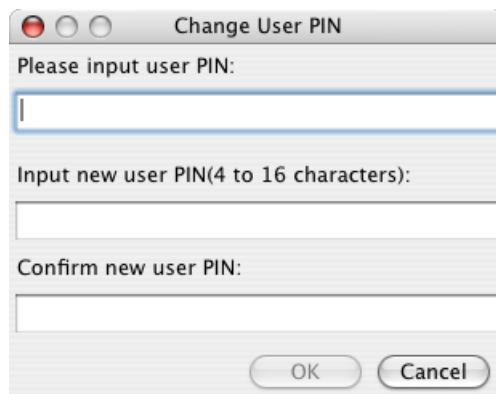 Change User PIN
Please input user PIN:
Input new user PIN(4 to 16 characters):
Confirm new user PIN:
OK Cancel